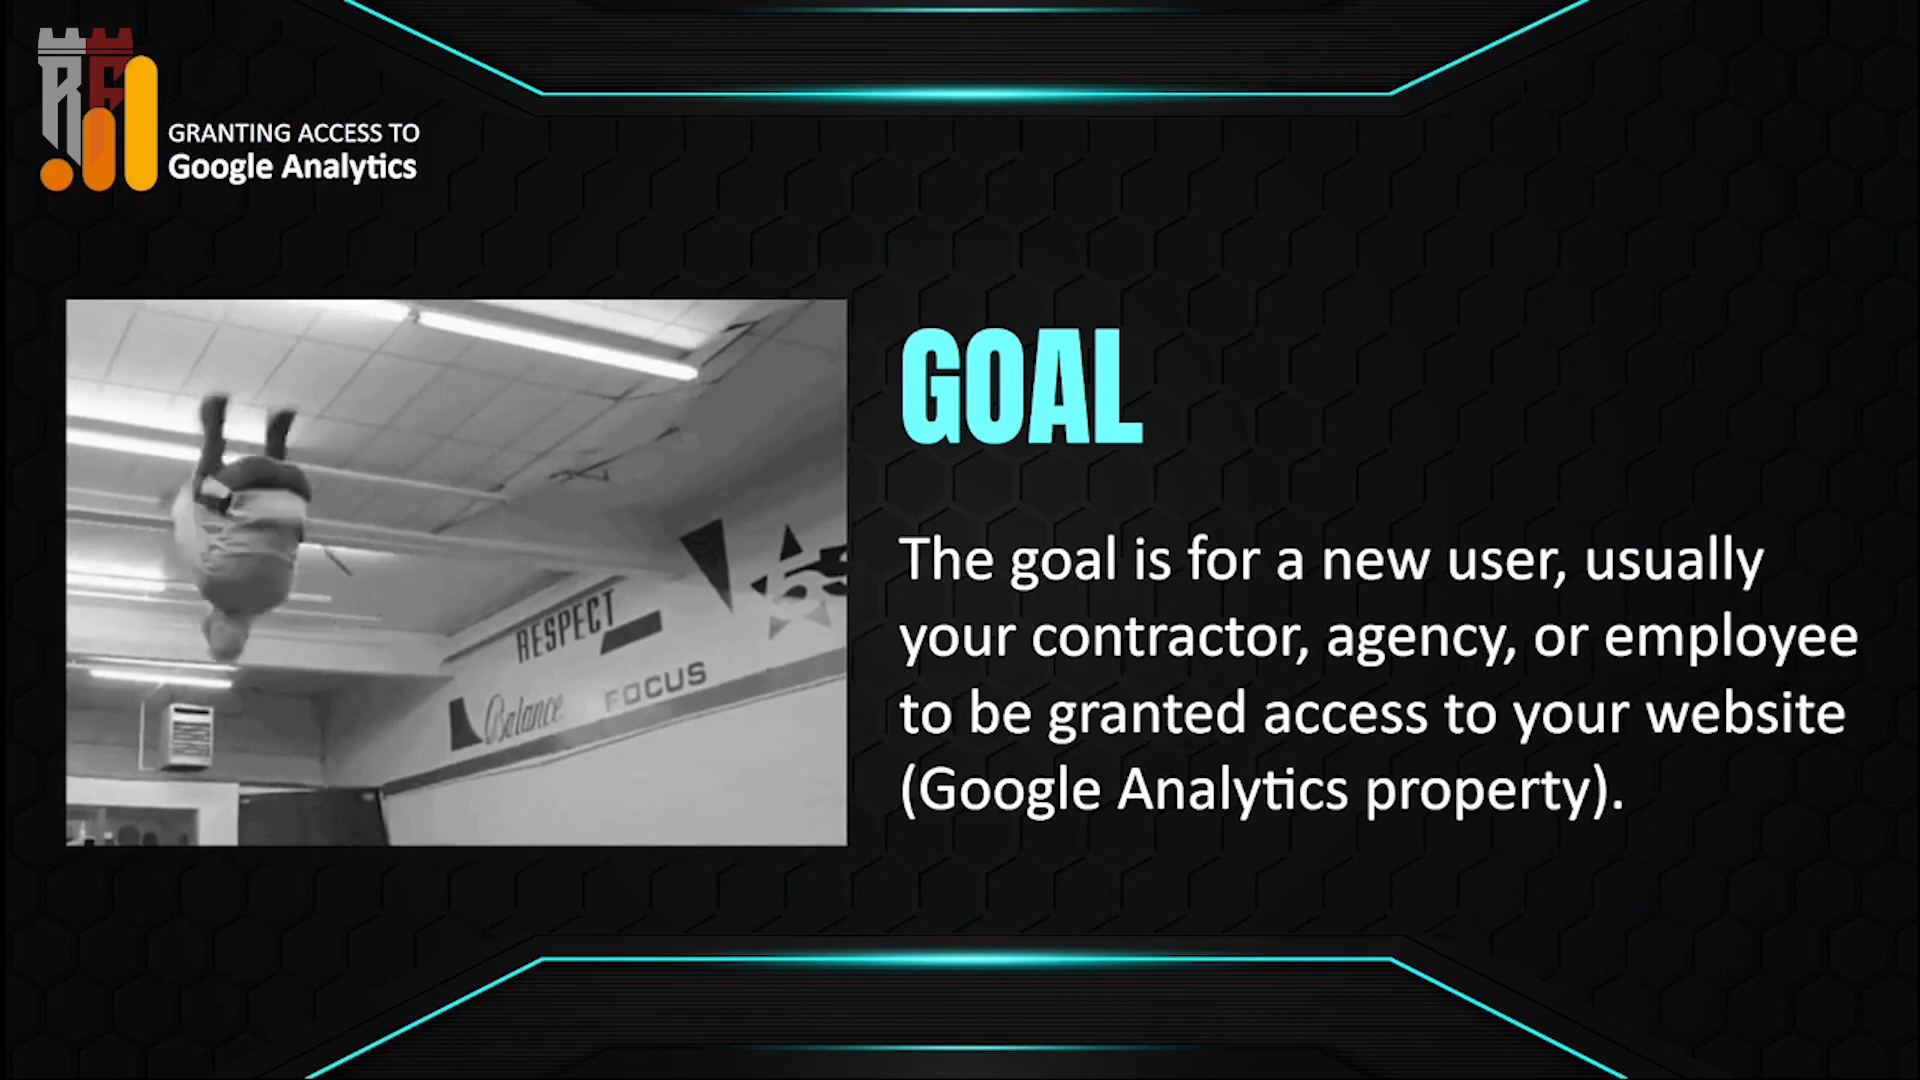 GRANTING ACCESS TO
Google Analytics
GOAL
The goal is for a new user, usually
your contractor, agency, or employee
to be granted access to your website
(Google Analytics property).
RESPECT
Balance FOCUS